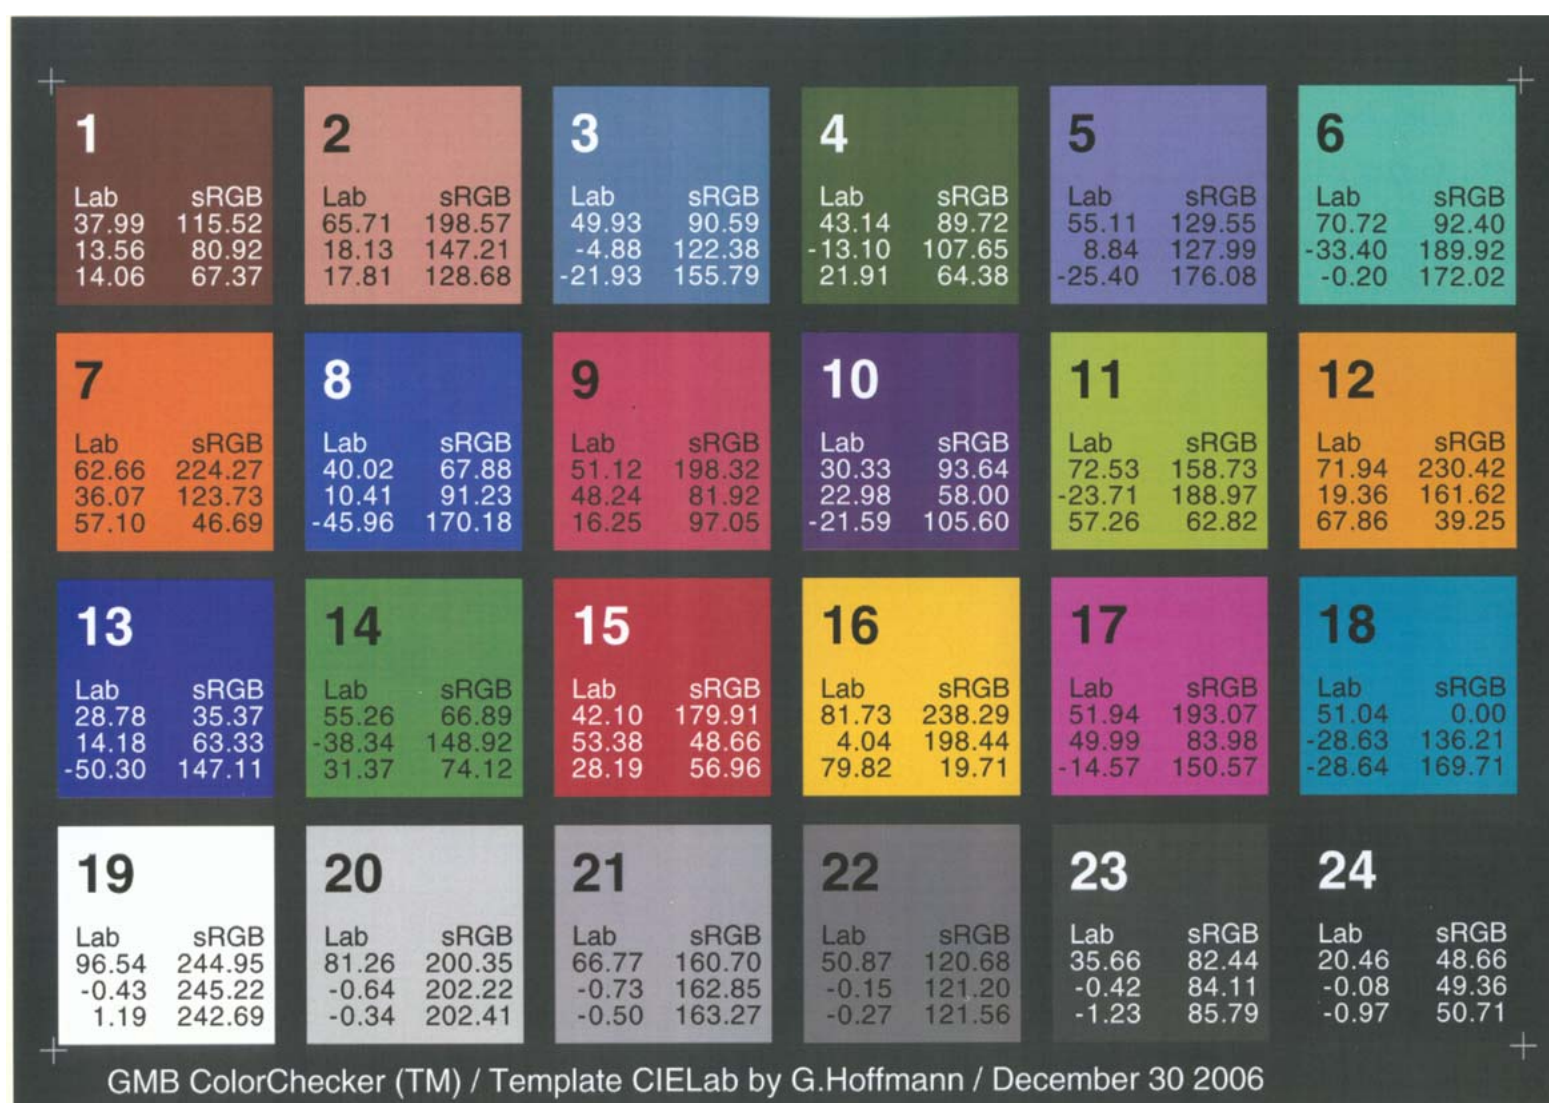 1 2 3 4 5 6
Lab sRGB Lab sRGB Lab sRGB Lab sRGB Lab sRGB Lab sRGB
37.99 115.52 65.71 198.57 49.93 90.59 43.14 89.72 55.11 129.55 70.72 92.40
13.56 80.92 18.13 147.21 -4.88 122.38 -13.10 107.65 8.84 127.99 -33.40 189.92
14.06 67.37 17.81 128.68 -21.93 155.79 21.91 64.38 -25.40 176.08 -0.20 172.02
7 8 9 10 11 12
Lab sRGB Lab sRGB Lab sRGB Lab sRGB Lab sRGB Lab sRGB
62.66 224.27 40.02 67.88 51.12 198.32 30.33 93.64 72.53 158.73 71.94 230.42
36.07 123.73 10.41 91.23 48.24 81.92 22.98 58.00 -23.71 188.97 19.36 161.62
57.10 46.69 -45.96 170.18 16.25 97.05 -21.59 105.60 57.26 62.82 67.86 39.25
13 14 15 16 17 18
Lab sRGB Lab sRGB Lab sRGB Lab sRGB Lab sRGB Lab sRGB
28.78 35.37 55.26 66.89 42.10 179.91 81.73 238.29 51.94 193.07 51.04 0.00
14.18 63.33 -38.34 148.92 53.38 48.66 4.04 198.44 49.99 83.98 -28.63 136.21
-50.30 147.11 31.37 74.12 28.19 56.96 79.82 19.71 -14.57 150.57 -28.64 169.71
19 20 21 22 23 24
Lab sRGB Lab sRGB Lab sRGB Lab sRGB Lab sRGB Lab sRGB
96.54 244.95 81.26 200.35 66.77 160.70 50.87 120.68 35.66 82.44 20.46 48.66
-0.43 245.22 -0.64 202.22 -0.73 162.85 -0.15 121.20 -0.42 84.11 -0.08 49.36
1.19 242.69 -0.34 202.41 -0.50 163.27 -0.27 121.56 -1.23 85.79 -0.97 50.71
GMB ColorChecker (TM) / Template CIELab by G.Hoffmann / December 30 2006